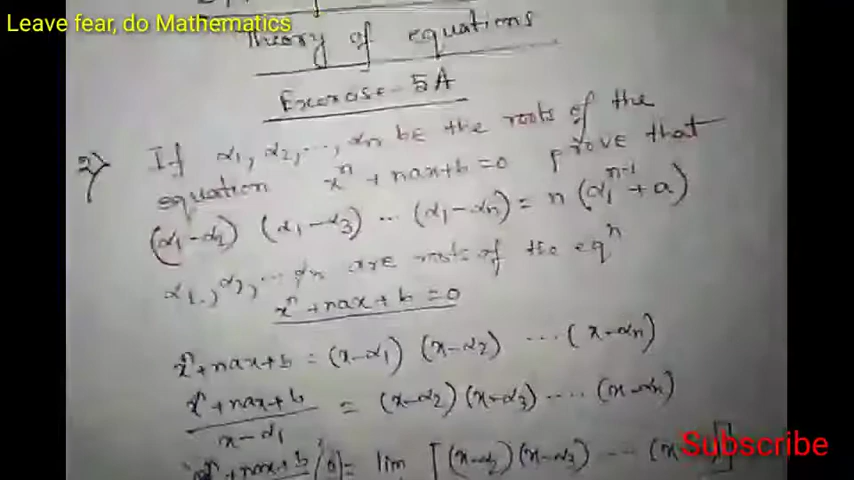 Leave fear, do Mathematics
Theory of equations
Exercise - 5A
2) If α1, α2, ..., αn be the roots of the
equation x^n + nax + b = 0 prove that
(α1-α2) (α1-α3) ... (α1-αn) = n (α1^n-1 + a)
α1, α2, ... αn are roots of the eq^n
x^n + nax + b = 0
x^n + nax + b = (x-α1) (x-α2) ... (x-αn)
x^n + nax + b / x-α1 = (x-α2) (x-α3) .... (x-αn)
x^n + nax + b = lim [(x-α2) (x-α3) ... (x-
Subscribe